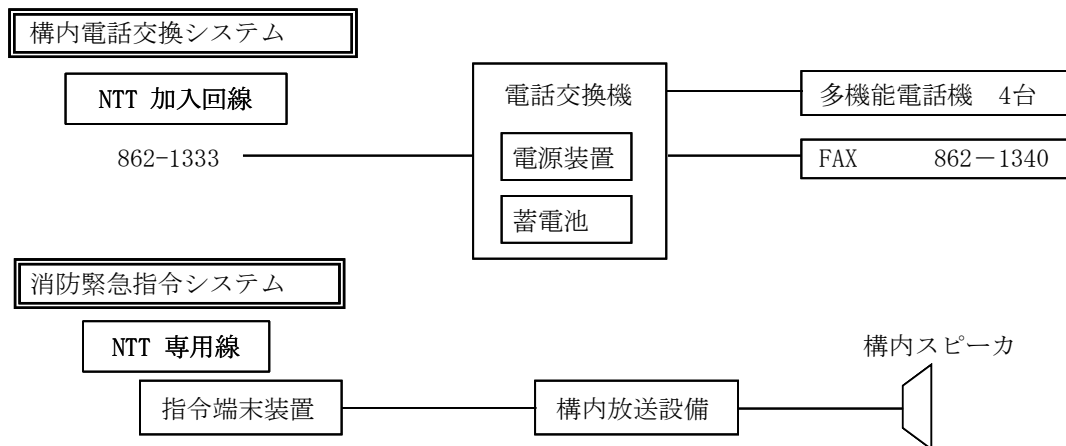 構内電話交換システム
NTT 加入回線
電話交換機
多機能電話機 4台
862-1333
電源装置
FAX 862－1340
蓄電池
消防緊急指令システム
NTT 専用線
構内スピーカ
指令端末装置
構内放送設備